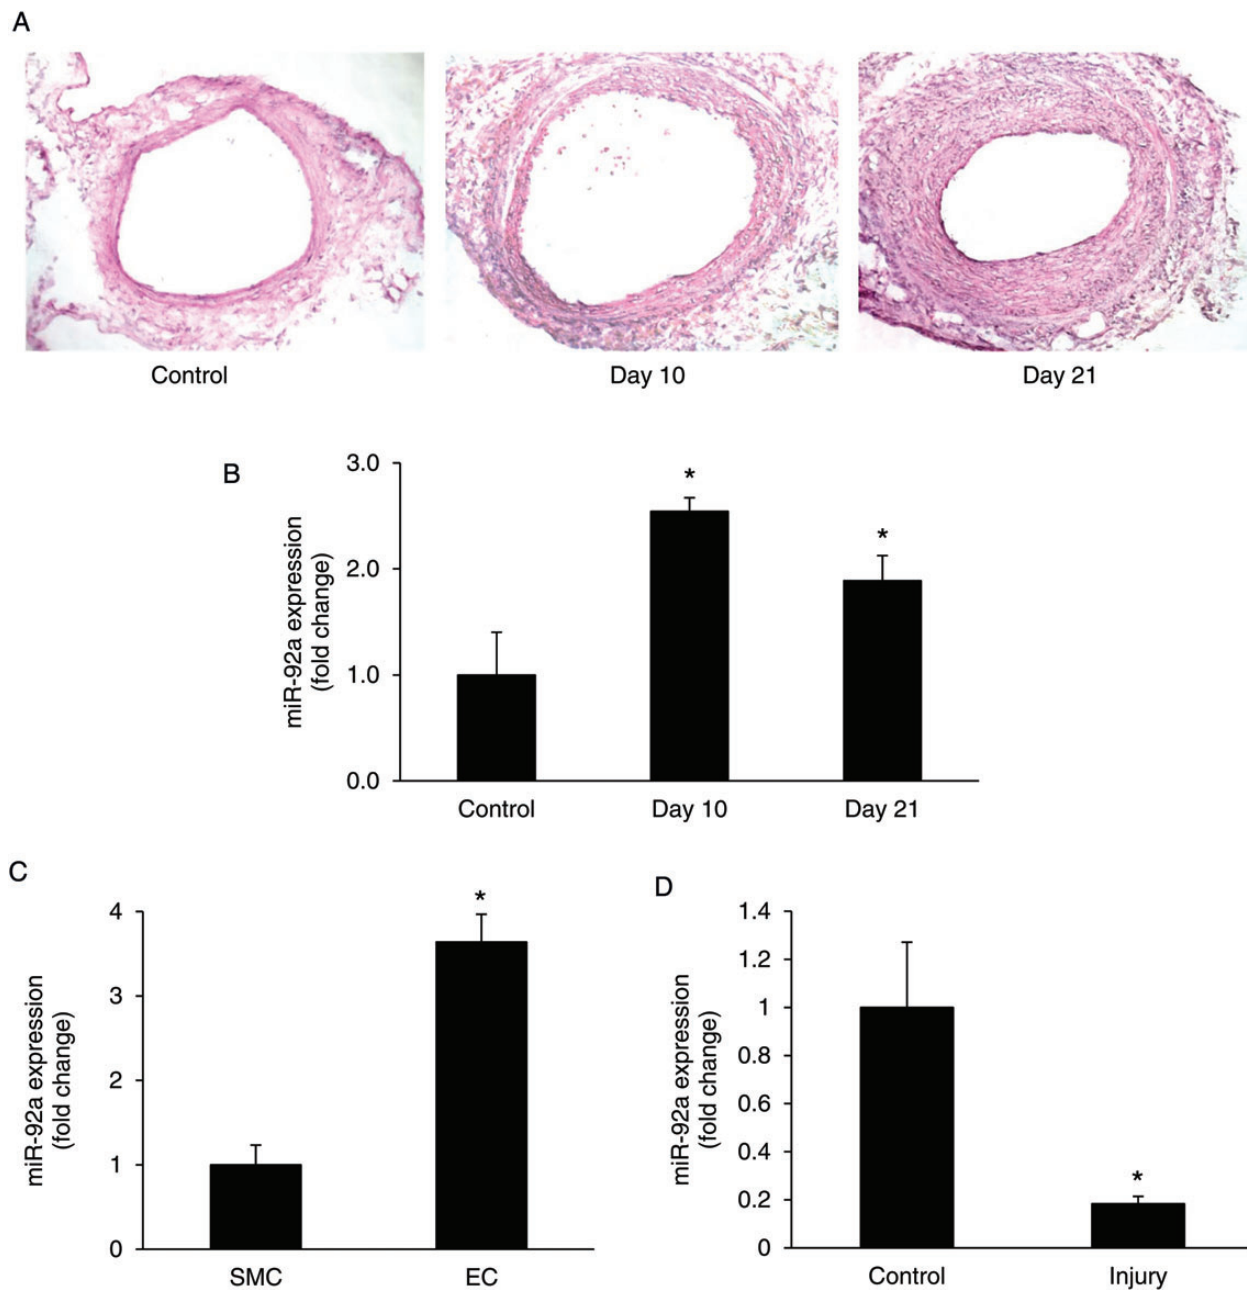 A
Control
Day 10
Day 21
B
miR-92a expression
(fold change)
3.0
2.0
1.0
0.0
*
*
Control
Day 10
Day 21
C
miR-92a expression
(fold change)
4
3
2
1
0
*
SMC
EC
D
miR-92a expression
(fold change)
1.4
1.2
1
0.8
0.6
0.4
0.2
0
*
Control
Injury